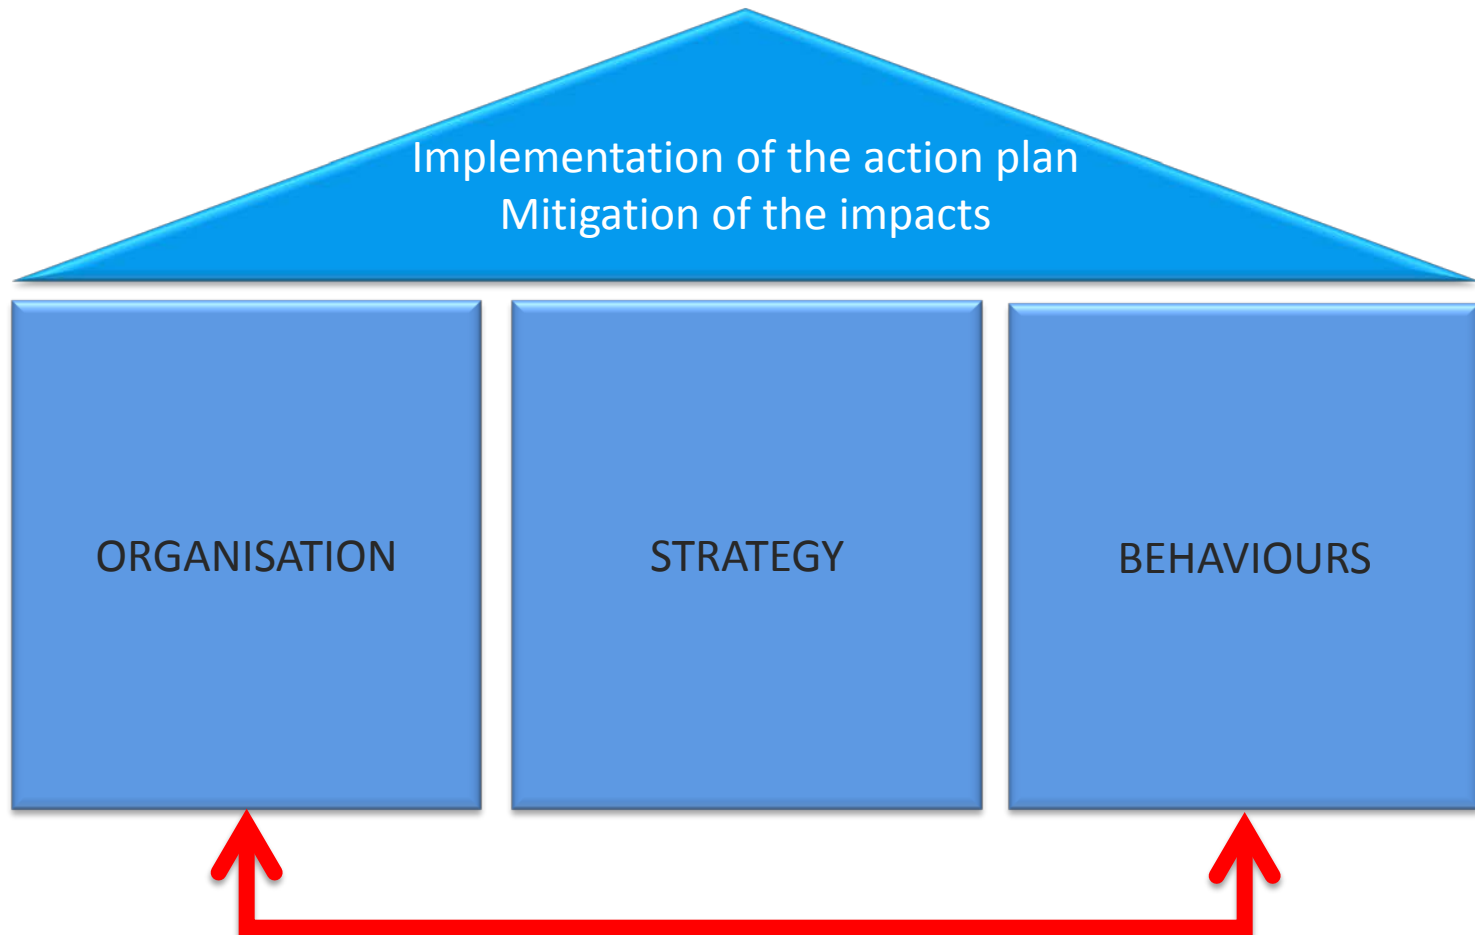 Implementation of the action plan
Mitigation of the impacts
ORGANISATION
STRATEGY
BEHAVIOURS